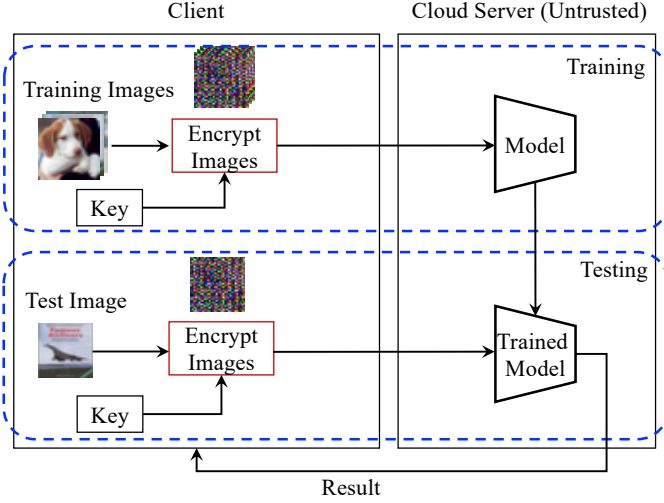 Client
Cloud Server (Untrusted)
Training
Training Images
Encrypt
Images
Model
Key
Testing
Test Image
Encrypt
Images
Trained
Model
Key
Result